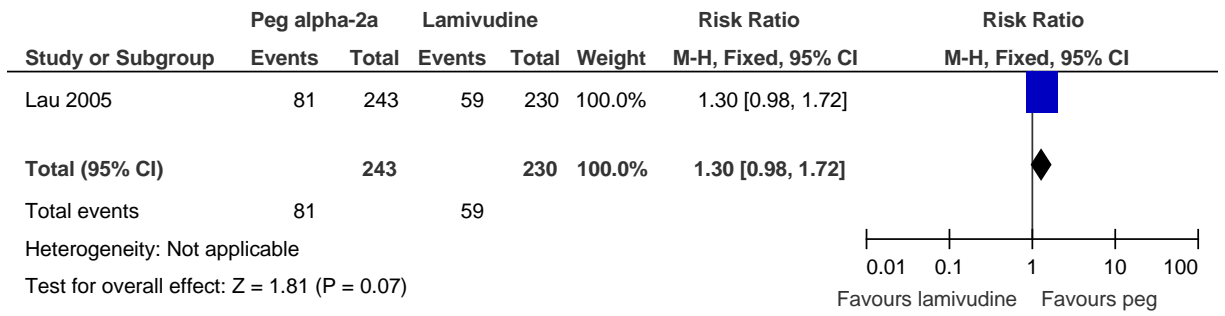 Peg alpha-2a Lamivudine Risk Ratio Risk Ratio
Study or Subgroup Events Total Events Total Weight M-H, Fixed, 95% CI M-H, Fixed, 95% CI
Lau 2005 81 243 59 230 100.0% 1.30 [0.98, 1.72]
Total (95% CI) 243 230 100.0% 1.30 [0.98, 1.72]
Total events 81 59
Heterogeneity: Not applicable
Test for overall effect: Z = 1.81 (P = 0.07)
0.01 0.1 1 10 100
Favours lamivudine Favours peg